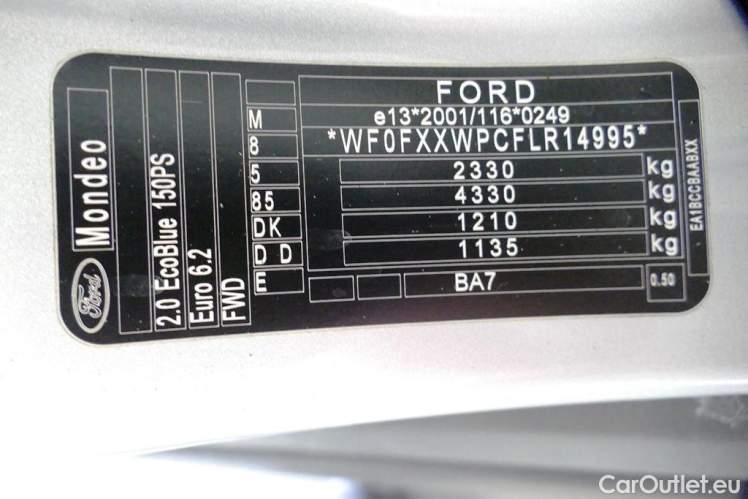 FORD
e13*2001/116*0249
*WF0FXXWPCFLR14995*
2330 kg
4330 kg
1210 kg
1135 kg
BA7
0.50
M
8
5
85
DK
D D
E
Ford
Mondeo
2.0 EcoBlue 150PS
Euro 6.2
FWD
EA1BCCBAABXX
CarOutlet.eu